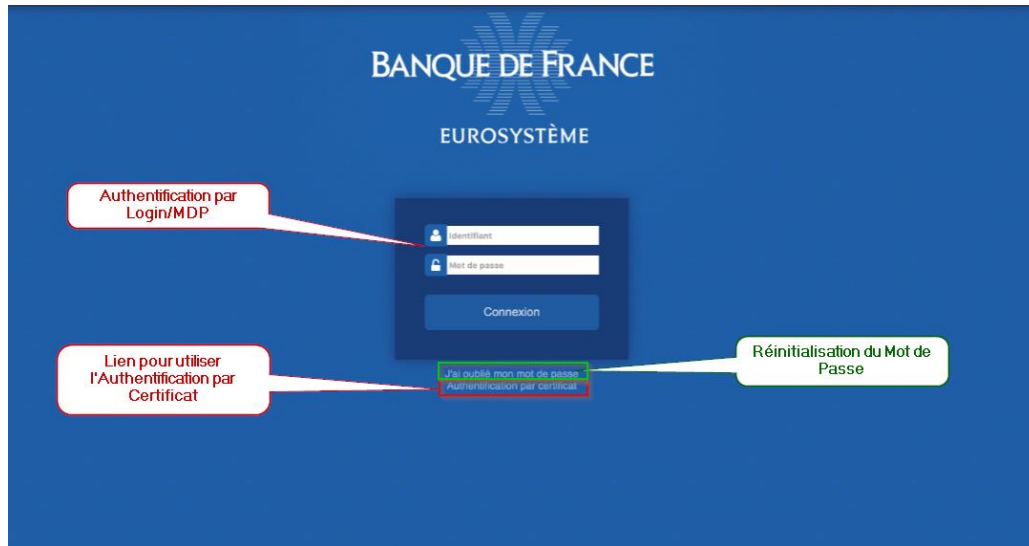 BANQUE DE FRANCE
EUROSYSTÈME
Authentification par
Login/MDP
Identifiant
Mot de passe
Connexion
Lien pour utiliser
l'Authentification par
Certificat
J'ai oublié mon mot de passe
Authentification par certificat
Réinitialisation du Mot de
Passe